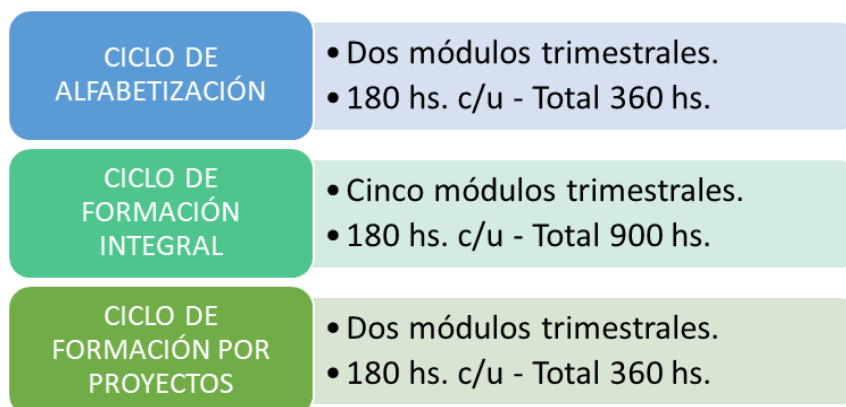 CICLO DE
ALFABETIZACIÓN
• Dos módulos trimestrales.
• 180 hs. c/u - Total 360 hs.
CICLO DE
FORMACIÓN
INTEGRAL
• Cinco módulos trimestrales.
• 180 hs. c/u - Total 900 hs.
CICLO DE
FORMACIÓN POR
PROYECTOS
• Dos módulos trimestrales.
• 180 hs. c/u - Total 360 hs.